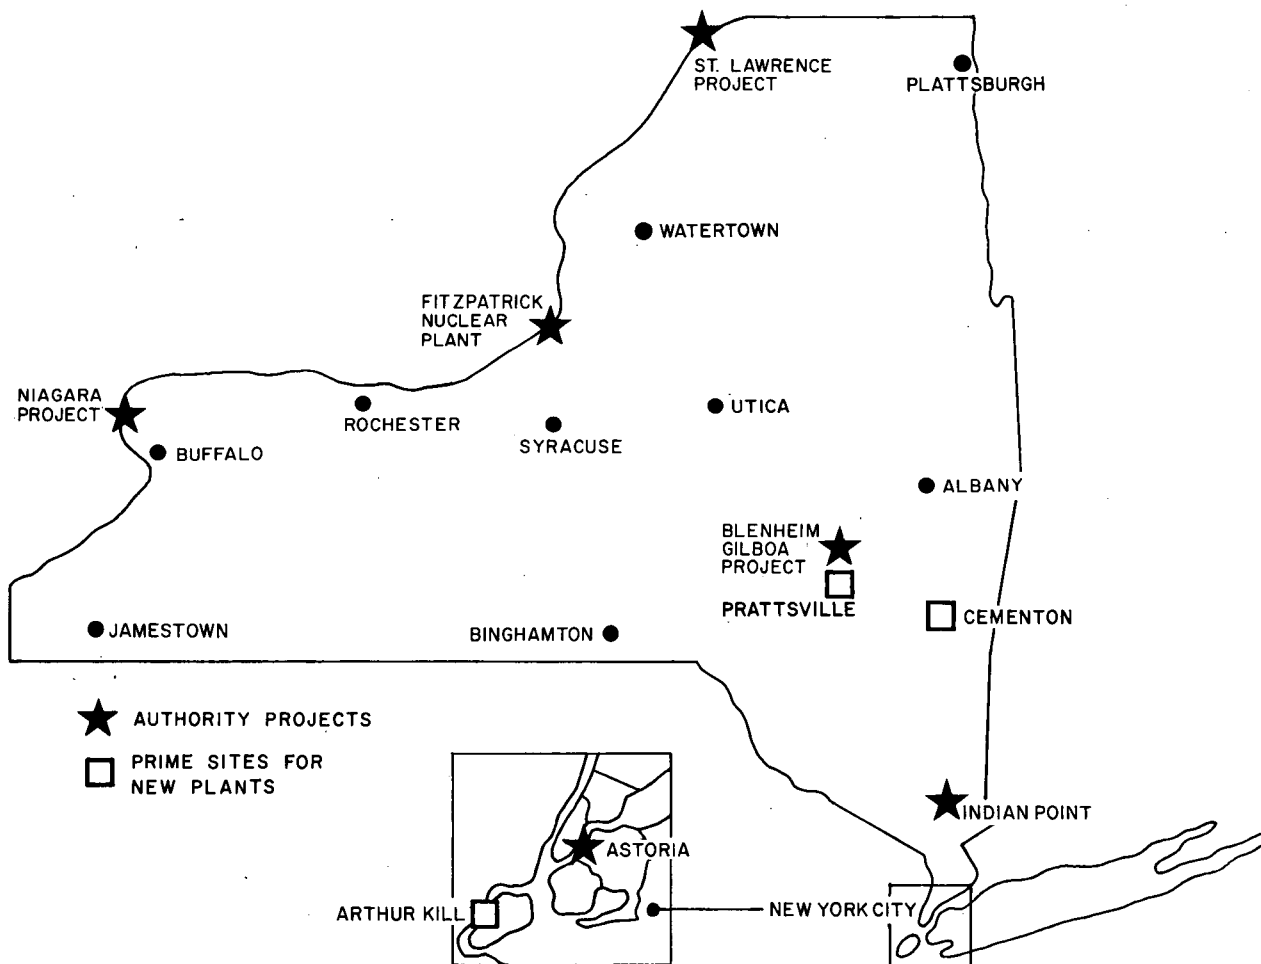 ST. LAWRENCE
PROJECT
PLATTSBURGH
WATERTOWN
FITZPATRICK
NUCLEAR
PLANT
NIAGARA
PROJECT
ROCHESTER
SYRACUSE
UTICA
BUFFALO
ALBANY
BLENHEIM
GILBOA
PROJECT
PRATTSVILLE
CEMENTON
JAMESTOWN
BINGHAMTON
AUTHORITY PROJECTS
PRIME SITES FOR
NEW PLANTS
INDIAN POINT
ASTORIA
ARTHUR KILL
NEW YORK CITY